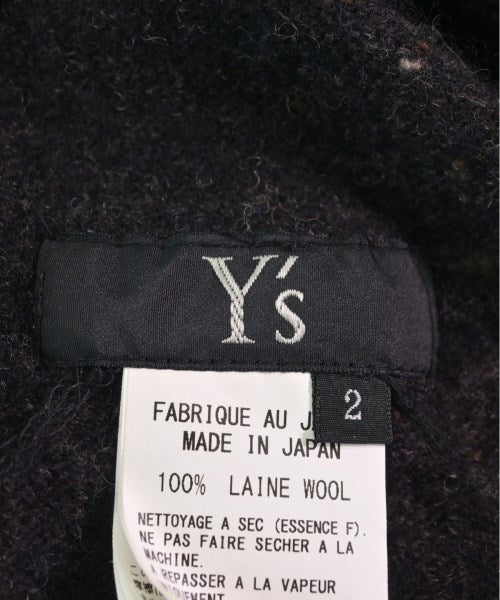 Y's
2
FABRIQUE AU
MADE IN JAPAN
100% LAINE WOOL
NETTOYAGE A SEC (ESSENCE F).
NE PAS FAIRE SECHER A LA
MACHINE.
A REPASSER A LA VAPEUR